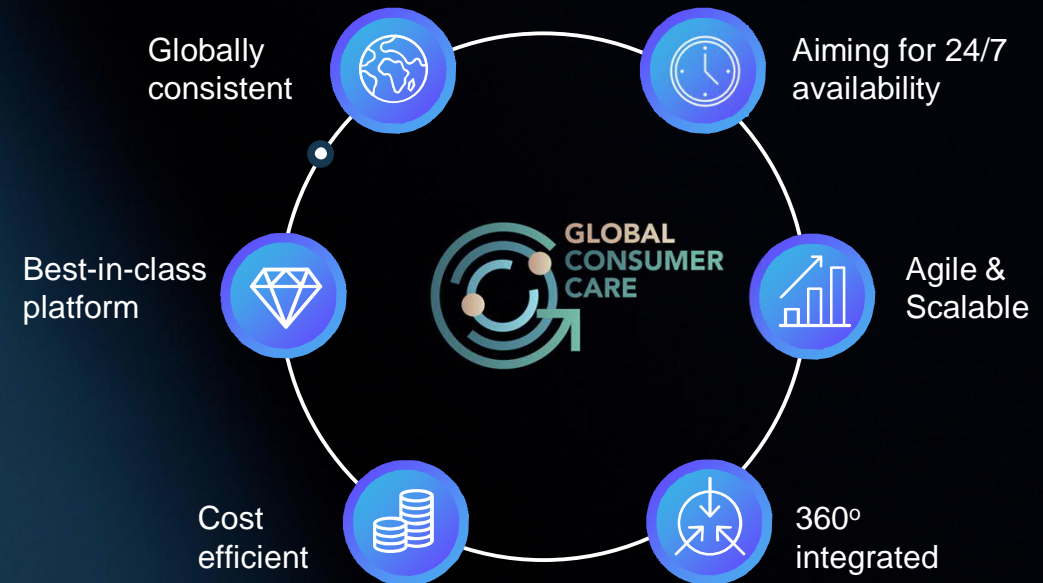 Globally
consistent
Aiming for 24/7
availability
Best-in-class
platform
GLOBAL
CONSUMER
CARE
Agile &
Scalable
Cost
efficient
360º
integrated